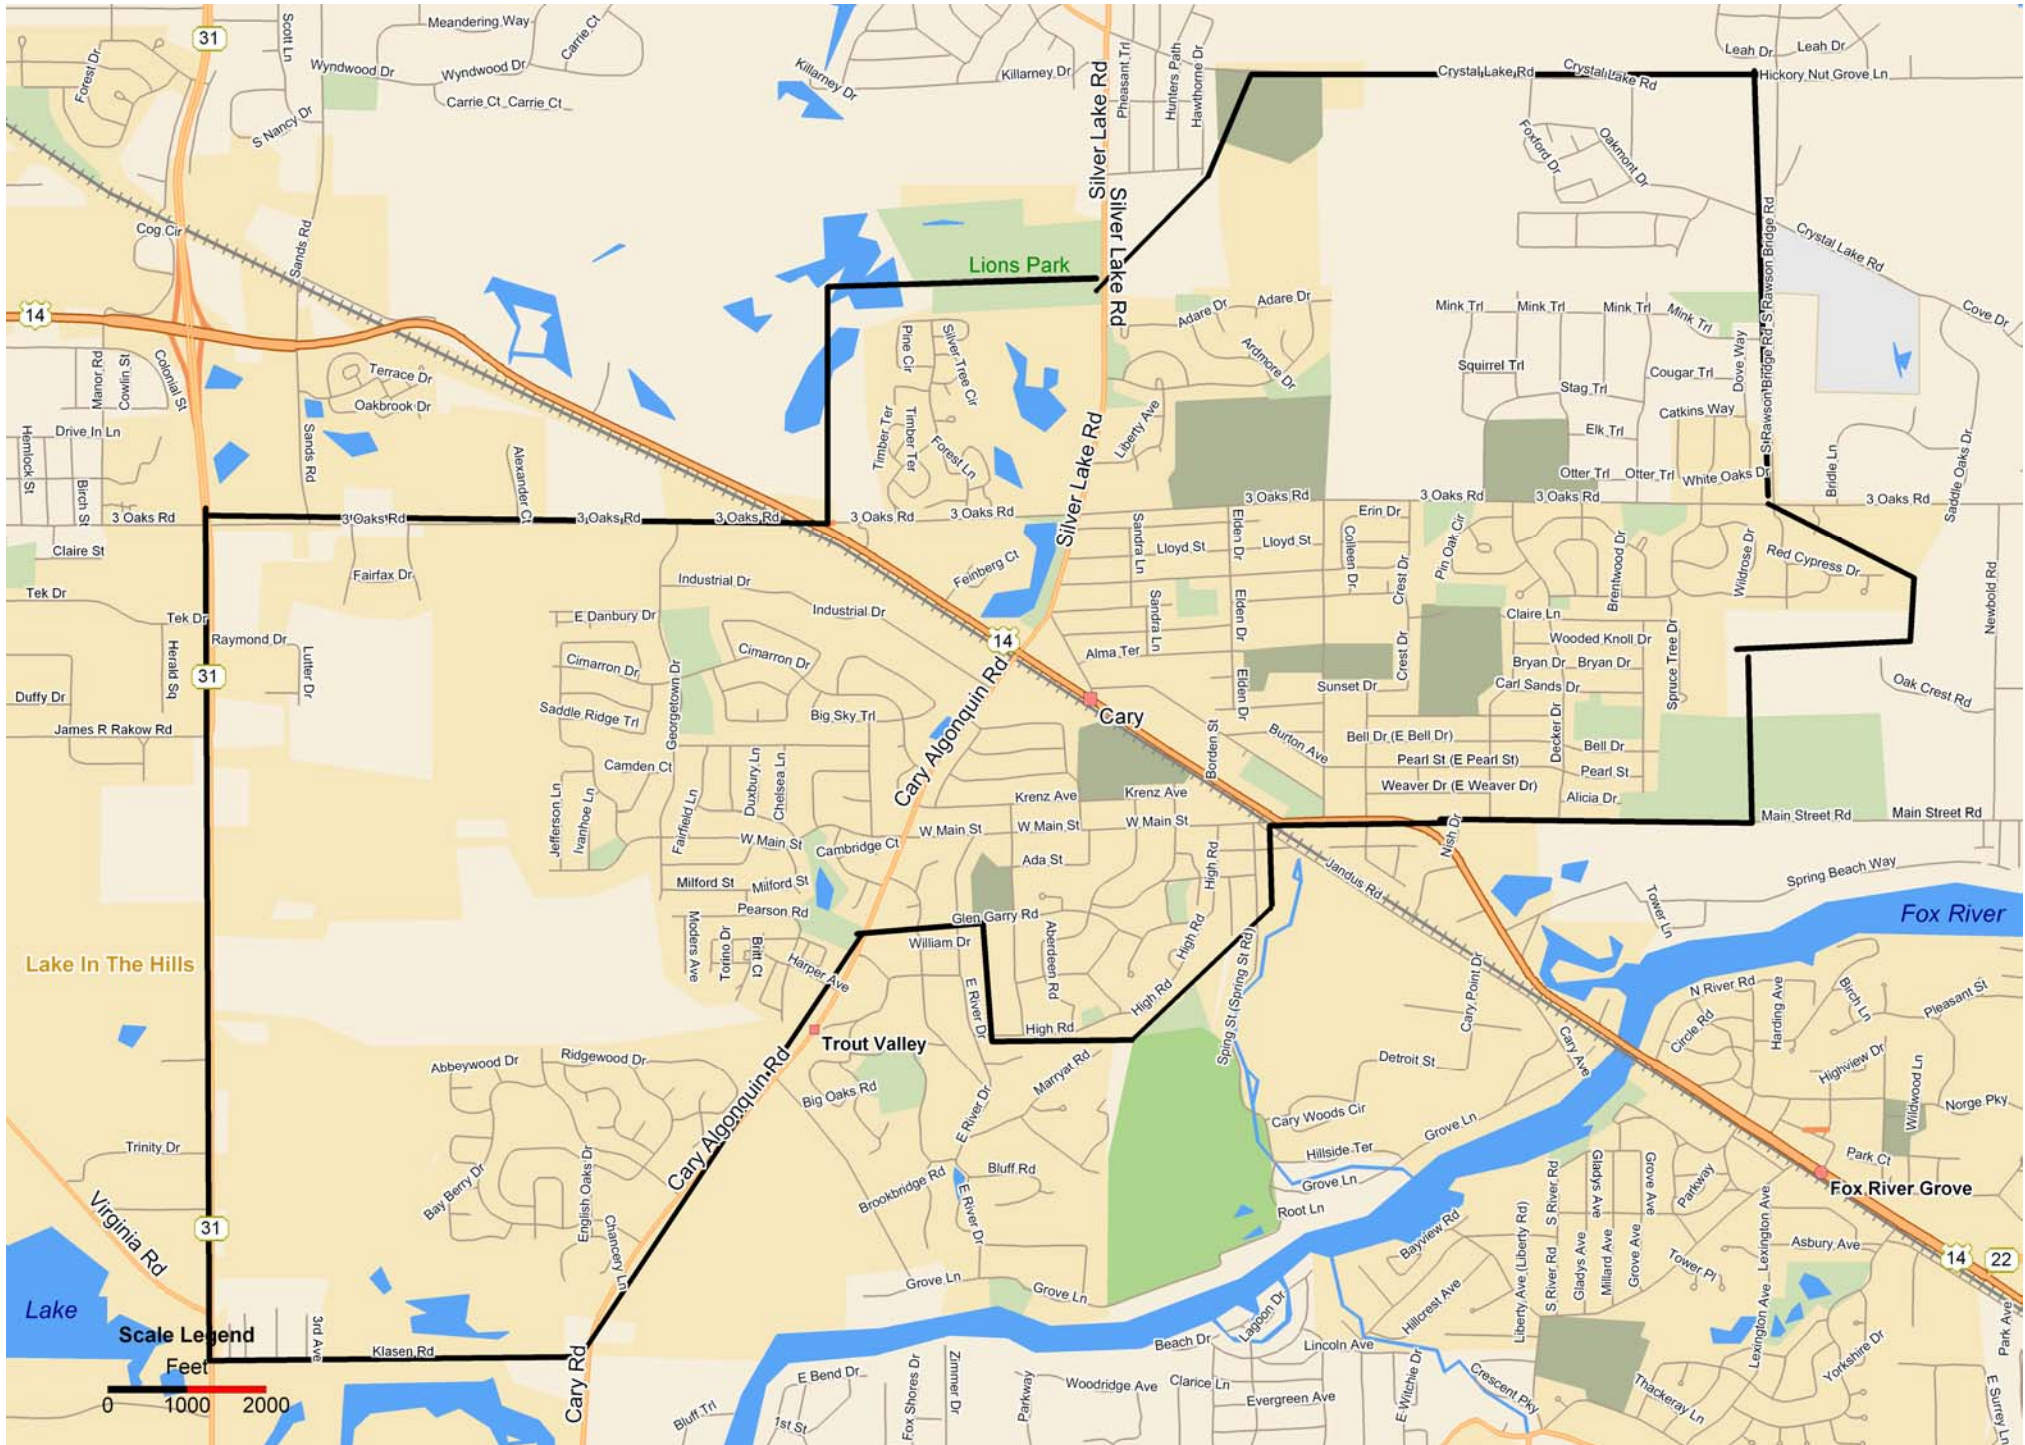 31
Scott Ln
Meandering Way
Carrie Ct
Forest Dr
Wyndwood Dr
Wyndwood Dr
Carrie Ct
Carrie Ct
S Nancy Dr
Killarney Dr
Killarney Dr
Silver Lake Rd
Pheasant Trl
Hunters Path
Hawthorne Dr
Crystal Lake Rd
Crystal Lake Rd
Leah Dr
Leah Dr
Hickory Nut Grove Ln
Foxford Dr
Oakmont Dr
Cog Cir
Sands Rd
Silver Lake Rd
S Rawson Bridge Rd
Crystal Lake Rd
Lions Park
14
Adare Dr
Adare Dr
Mink Trl
Mink Trl
Mink Trl
Mink Trl
Cove Dr
Manor Rd
Cowlin St
Colonial St
Terrace Dr
Oakbrook Dr
Pine Cir
Silver Tree Cir
Ardmore Dr
Squirrel Trl
Stag Trl
Cougar Trl
Dove Way
S Rawson Bridge Rd
Catkins Way
Drive In Ln
Hemlock St
Birch St
Sands Rd
Alexander Ct
Timber Ter
Timber Ter
Forest Ln
Silver Lake Rd
Liberty Ave
Elk Trl
Otter Trl
Otter Trl
White Oaks Dr
S Rawson Bridge Rd
Bridle Ln
Saddle Oaks Dr
3 Oaks Rd
3 Oaks Rd
3 Oaks Rd
3 Oaks Rd
3 Oaks Rd
3 Oaks Rd
3 Oaks Rd
3 Oaks Rd
3 Oaks Rd
3 Oaks Rd
Claire St
Fairfax Dr
Industrial Dr
Industrial Dr
Feinberg Ct
Sandra Ln
Lloyd St
Elden Dr
Lloyd St
Erin Dr
Colleen Dr
Crest Dr
Pin Oak Cir
Brentwood Dr
Wildrose Dr
Red Cypress Dr
Newbold Rd
Tek Dr
Tek Dr
Raymond Dr
Herald Sq
Lutter Dr
31
E Danbury Dr
Cimarron Dr
Cimarron Dr
Georgetown Dr
14
Alma Ter
Sandra Ln
Elden Dr
Elden Dr
Crest Dr
Sunset Dr
Claire Ln
Wooded Knoll Dr
Bryan Dr
Bryan Dr
Carl Sands Dr
Spruce Tree Dr
Oak Crest Rd
Duffy Dr
James R Rakow Rd
Saddle Ridge Trl
Big Sky Trl
Cary Algonquin Rd
Cary
Borden St
Burton Ave
Bell Dr (E Bell Dr)
Decker Dr
Bell Dr
Pearl St (E Pearl St)
Pearl St
Weaver Dr (E Weaver Dr)
Alicia Dr
Camden Ct
Jefferson Ln
Ivanhoe Ln
Fairfield Ln
Duxbury Ln
Chelsea Ln
Krenz Ave
Krenz Ave
W Main St
W Main St
W Main St
W Main St
Cambridge Ct
Main Street Rd
Main Street Rd
Nish Dr
Ada St
High Rd
Jandus Rd
Milford St
Milford St
Pearson Rd
Glen Garry Rd
Spring Beach Way
Tower Ln
Fox River
Moders Ave
Torino Dr
Britt Ct
Harper Ave
William Dr
Aberdeen Rd
High Rd
Lake In The Hills
E River Dr
High Rd
High Rd
Sping St (Spring St Rd)
Cary Point Dr
N River Rd
Harding Ave
Birch Ln
Pleasant St
Circle Rd
Trout Valley
Abbeywood Dr
Ridgewood Dr
Marryat Rd
Detroit St
Cary Ave
Highview Dr
Wildwood Ln
Norge Pky
Big Oaks Rd
E River Dr
Cary Woods Cir
Grove Ln
Cary Algonquin Rd
Trinity Dr
Bay Berry Dr
English Oaks Dr
Hillside Ter
Park Ct
Bluff Rd
Brookbridge Rd
E River Dr
Grove Ln
Root Ln
Gladys Ave
Grove Ave
Parkway
Fox River Grove
Virginia Rd
31
Chancery Ln
Bayview Rd
Liberty Ave (Liberty Rd)
S River Rd
S River Rd
Gladys Ave
Millard Ave
Grove Ave
Tower Pl
Lexington Ave
Lexington Ave
Asbury Ave
14
22
Lake
Grove Ln
Grove Ln
Lagoon Dr
Hillcrest Ave
Scale Legend
Feet
0 1000 2000
3rd Ave
Klasen Rd
Cary Rd
Beach Dr
Lincoln Ave
Park Ave
Yorkshire Dr
E Bend Dr
Fox Shores Dr
Zimmer Dr
Parkway
Woodridge Ave
Clarice Ln
Evergreen Ave
E Witchie Dr
Crescent Pky
Thackeray Ln
E Surrey Ln
Bluff Trl
1st St